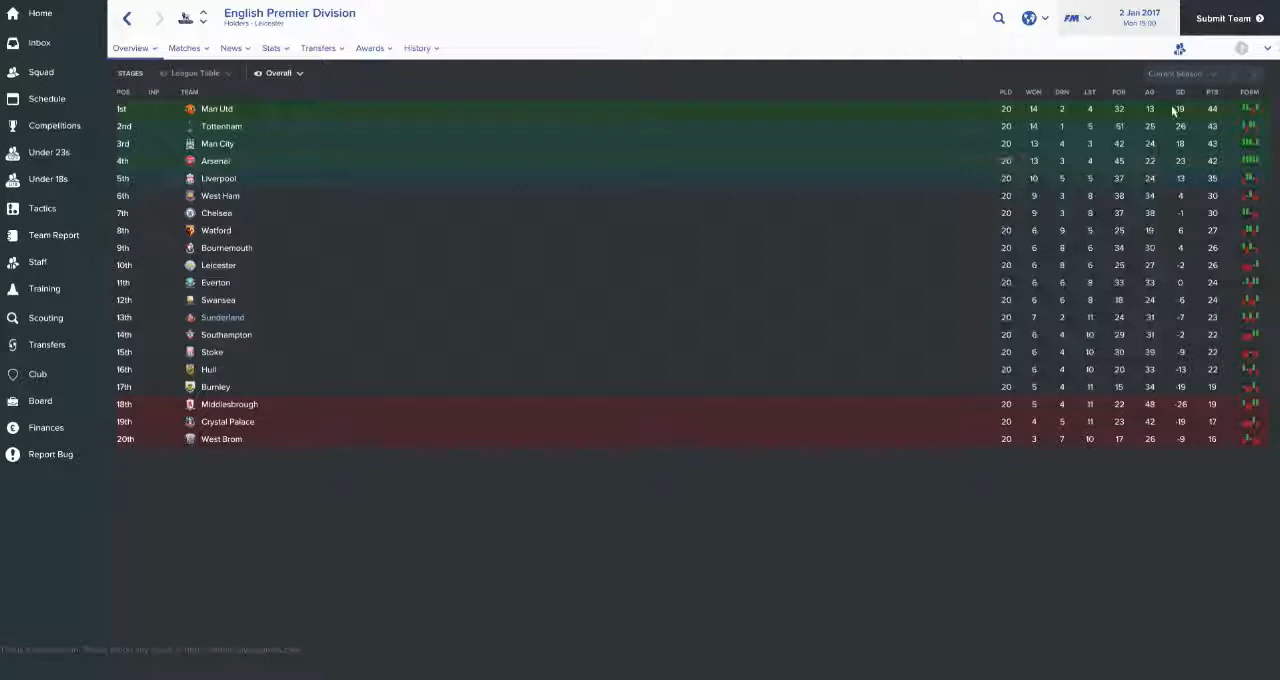 Home
Inbox
Squad
Schedule
Competitions
Under 23s
Under 18s
Tactics
Team Report
Staff
Training
Scouting
Transfers
Club
Board
Finances
Report Bug
English Premier Division
Holders - Leicester
FM
2 Jan 2017
Mon 15:00
Submit Team
Overview Matches News Stats Transfers Awards History
STAGES League Table Overall Current Season
POS INF TEAM PLD WON DRN LST FOR AG GD PTS FORM
1st Man Utd 20 14 2 4 32 13 19 44
2nd Tottenham 20 14 1 5 51 25 26 43
3rd Man City 20 13 4 3 42 24 18 43
4th Arsenal 20 13 3 4 45 22 23 42
5th Liverpool 20 10 5 5 37 24 13 35
6th West Ham 20 9 3 8 38 34 4 30
7th Chelsea 20 9 3 8 37 38 -1 30
8th Watford 20 6 9 5 25 19 6 27
9th Bournemouth 20 6 8 6 34 30 4 26
10th Leicester 20 6 8 6 25 27 -2 26
11th Everton 20 6 6 8 33 33 0 24
12th Swansea 20 6 6 8 18 24 -6 24
13th Sunderland 20 7 2 11 24 31 -7 23
14th Southampton 20 6 4 10 29 31 -2 22
15th Stoke 20 6 4 10 30 39 -9 22
16th Hull 20 6 4 10 20 33 -13 22
17th Burnley 20 5 4 11 15 34 -19 19
18th Middlesbrough 20 5 4 11 22 48 -26 19
19th Crystal Palace 20 4 5 11 23 42 -19 17
20th West Brom 20 3 7 10 17 26 -9 16